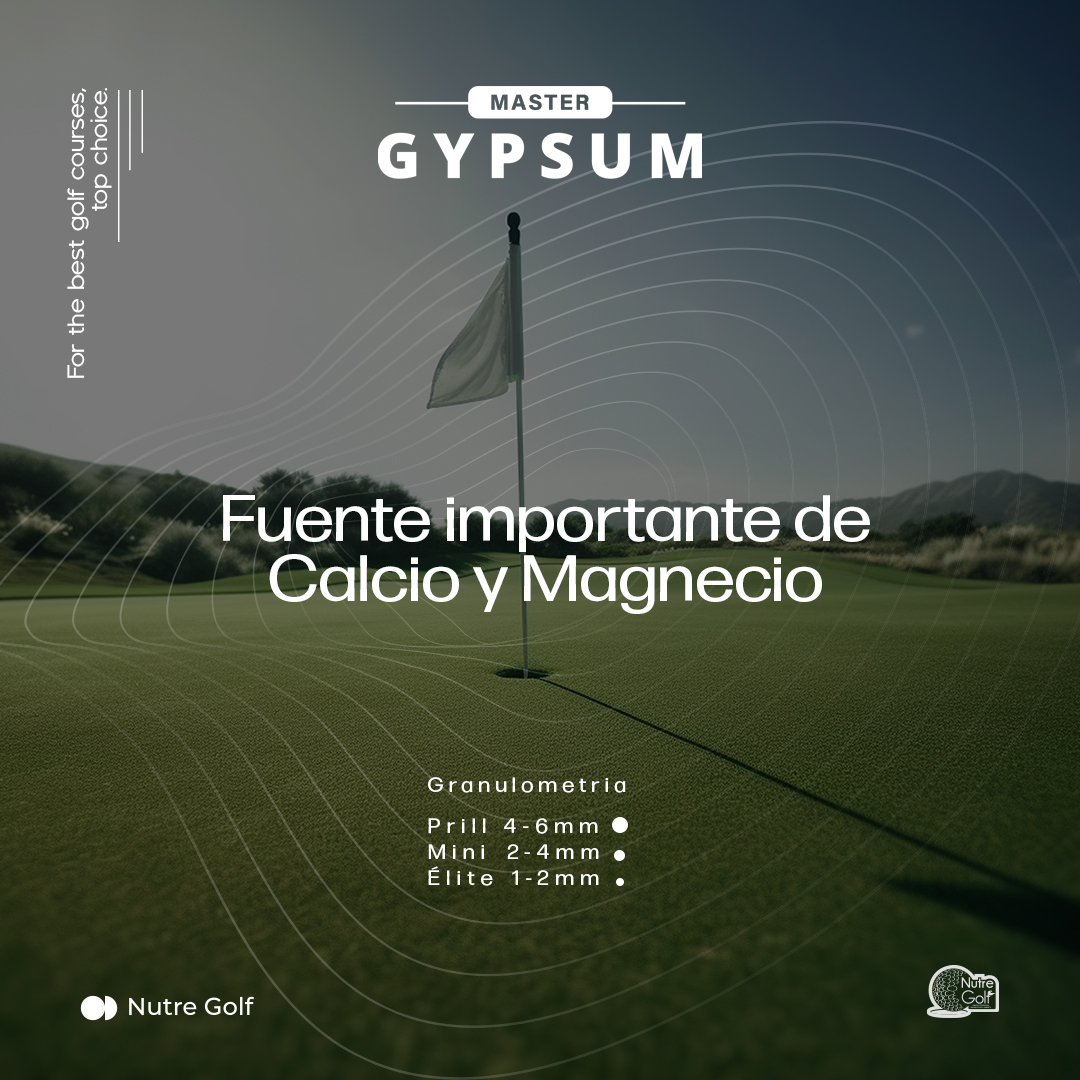 For the best golf courses,
top choice.
MASTER
GYPSUM
Fuente importante de
Calcio y Magnecio
Granulometria
Prill 4-6mm
Mini 2-4mm
Élite 1-2mm
Nutre Golf
Nutre
Golf